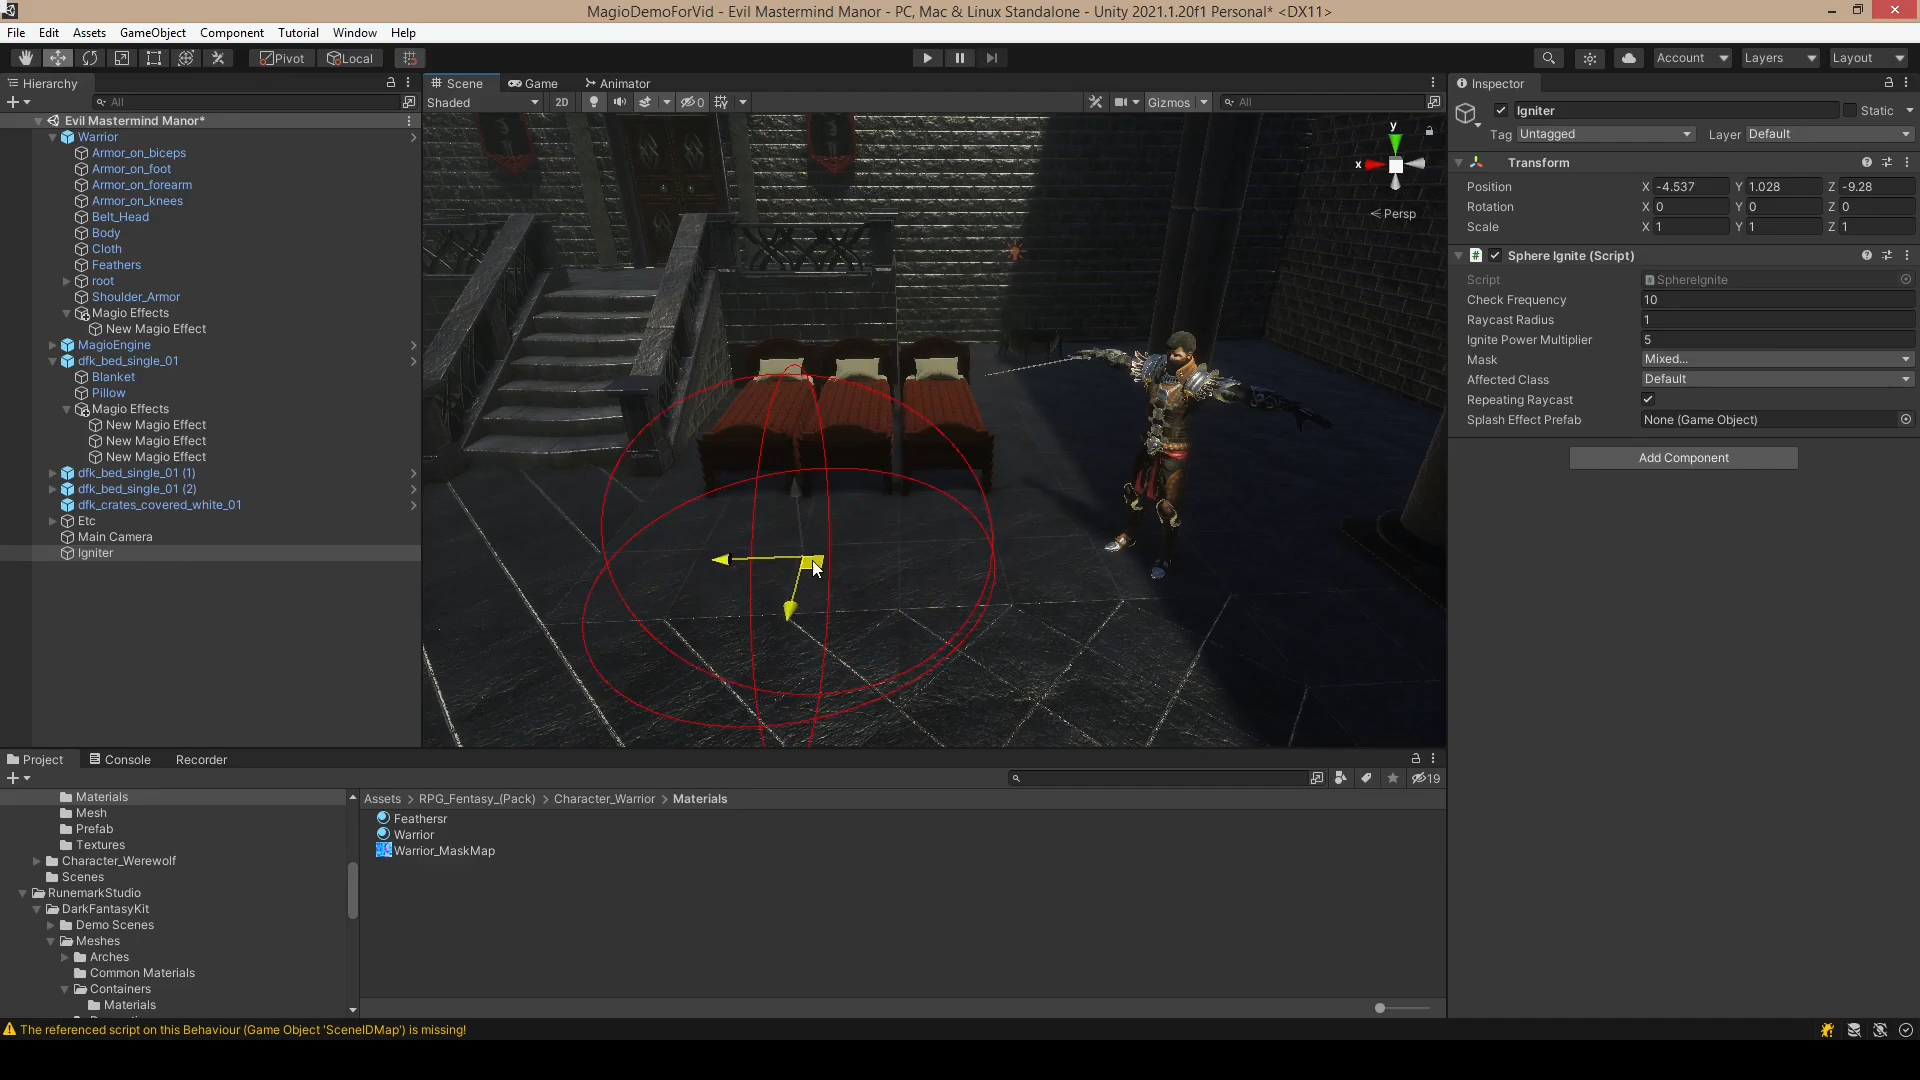 MagioDemoForVid - Evil Mastermind Manor - PC, Mac & Linux Standalone - Unity 2021.1.20f1 Personal* <DX11>
File Edit Assets GameObject Component Tutorial Window Help
Pivot Local Account Layers Layout
Hierarchy
All
Evil Mastermind Manor*
Warrior
Armor_on_biceps
Armor_on_foot
Armor_on_forearm
Armor_on_knees
Belt_Head
Body
Cloth
Feathers
root
Shoulder_Armor
Magio Effects
New Magio Effect
MagioEngine
dfk_bed_single_01
Blanket
Pillow
Magio Effects
New Magio Effect
New Magio Effect
New Magio Effect
dfk_bed_single_01 (1)
dfk_bed_single_01 (2)
dfk_crates_covered_white_01
Etc
Main Camera
Igniter
Scene Game Animator
Shaded 2D 0 Gizmos All
y
x
Persp
Inspector
Igniter Static
Tag Untagged Layer Default
Transform
Position X -4.537 Y 1.028 Z -9.28
Rotation X 0 Y 0 Z 0
Scale X 1 Y 1 Z 1
# Sphere Ignite (Script)
Script SphereIgnite
Check Frequency 10
Raycast Radius 1
Ignite Power Multiplier 5
Mask Mixed...
Affected Class Default
Repeating Raycast
Splash Effect Prefab None (Game Object)
Add Component
Project Console Recorder
19
Materials
Mesh
Prefab
Textures
Character_Werewolf
Scenes
RunemarkStudio
DarkFantasyKit
Demo Scenes
Meshes
Arches
Common Materials
Containers
Materials
Assets > RPG_Fantasy_(Pack) > Character_Warrior > Materials
Feathersr
Warrior
Warrior_MaskMap
The referenced script on this Behaviour (Game Object 'SceneIDMap') is missing!